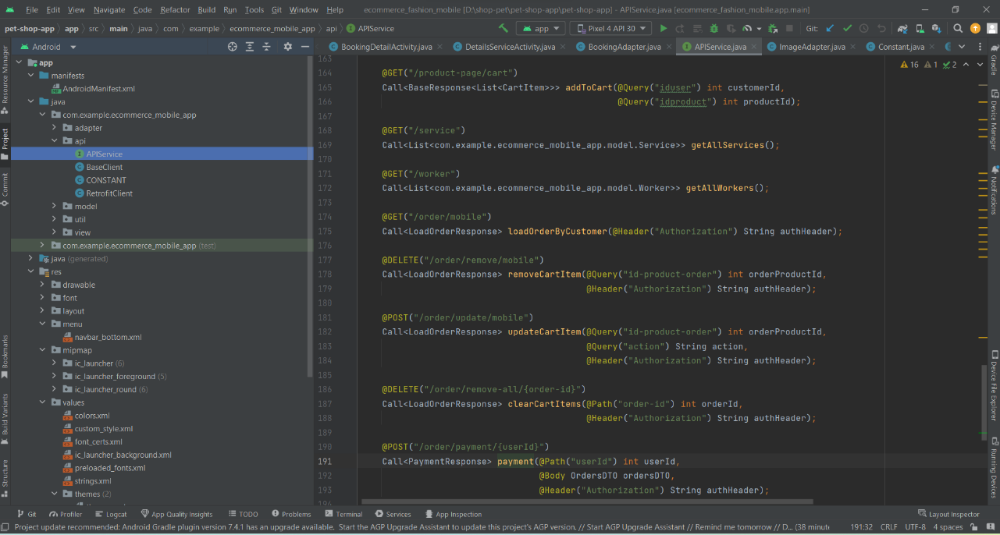 File Edit View Navigate Code Refactor Build Run Tools Git Window Help ecommerce_fashion_mobile [D:\shop-pet\pet-shop-app\pet-shop-app] - APIService.java [ecommerce_fashion_mobile.app.main]
pet-shop-app app src main java com example ecommerce_mobile_app api APIService app Pixel 4 API 30 Git:
Android
BookingDetailActivity.java DetailsServiceActivity.java BookingAdapter.java APIService.java ImageAdapter.java Constant.java
Resource Manager
Project
Commit
Bookmarks
Build Variants
Structure
app
manifests
AndroidManifest.xml
java
com.example.ecommerce_mobile_app
adapter
api
APIService
BaseClient
CONSTANT
RetrofitClient
model
util
view
com.example.ecommerce_mobile_app (test)
java (generated)
res
drawable
font
layout
menu
navbar_bottom.xml
mipmap
ic_launcher (6)
ic_launcher_foreground (5)
ic_launcher_round (6)
values
colors.xml
custom_style.xml
font_certs.xml
ic_launcher_background.xml
preloaded_fonts.xml
strings.xml
themes (2)
16 1 2
163
164 @GET("/product-page/cart")
165 Call<BaseResponse<List<CartItem>>> addToCart(@Query("iduser") int customerId,
166 @Query("idproduct") int productId);
167
168 @GET("/service")
169 Call<List<com.example.ecommerce_mobile_app.model.Service>> getAllServices();
170
171 @GET("/worker")
172 Call<List<com.example.ecommerce_mobile_app.model.Worker>> getAllWorkers();
173
174 @GET("/order/mobile")
175 Call<LoadOrderResponse> loadOrderByCustomer(@Header("Authorization") String authHeader);
176
177 @DELETE("/order/remove/mobile")
178 Call<LoadOrderResponse> removeCartItem(@Query("id-product-order") int orderProductId,
179 @Header("Authorization") String authHeader);
180
181 @POST("/order/update/mobile")
182 Call<LoadOrderResponse> updateCartItem(@Query("id-product-order") int orderProductId,
183 @Query("action") String action,
184 @Header("Authorization") String authHeader);
185
186 @DELETE("/order/remove-all/{order-id}")
187 Call<LoadOrderResponse> clearCartItems(@Path("order-id") int orderId,
188 @Header("Authorization") String authHeader);
189
190 @POST("/order/payment/{userId}")
191 Call<PaymentResponse> payment(@Path("userId") int userId,
192 @Body OrdersDTO ordersDTO,
193 @Header("Authorization") String authHeader);
194
Gradle
Device Manager
Notifications
Device File Explorer
Running Devices
Git Profiler Logcat App Quality Insights TODO Problems Terminal Services App Inspection Layout Inspector
Project update recommended: Android Gradle plugin version 7.4.1 has an upgrade available. Start the AGP Upgrade Assistant to update this project's AGP version. // Start AGP Upgrade Assistant // Remind me tomorrow // D... (38 minute 191:32 CRLF UTF-8 4 spaces